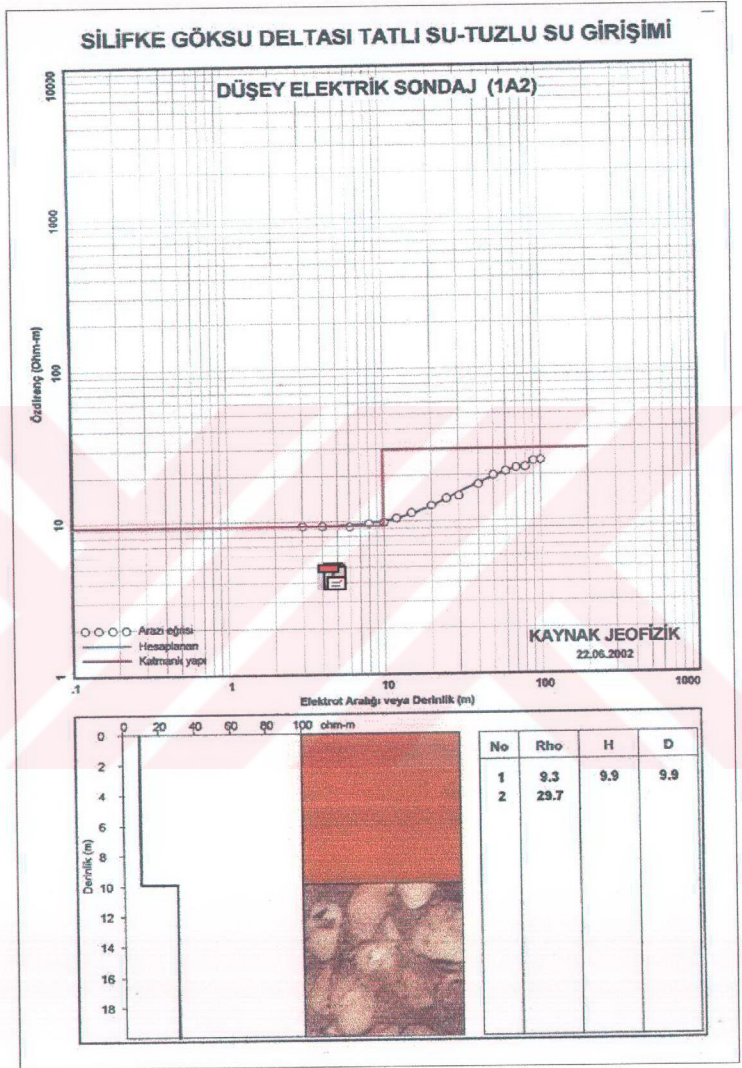 SİLİFKE GÖKSU DELTASI TATLI SU-TUZLU SU GİRİŞİMİ
DÜŞEY ELEKTRİK SONDAJ (1A2)
Özdirenç (Ohm-m)
10000
1000
100
10
1
Arazi eğrisi
Hesaplanan
Katmanlı yapı
KAYNAK JEOFİZİK
22.06.2002
.1 1 10 100 1000
Elektrot Aralığı veya Derinlik (m)
0 20 40 60 80 100 ohm-m
Derinlik (m)
0
2
4
6
8
10
12
14
16
18
No Rho H D
1 9.3 9.9 9.9
2 29.7